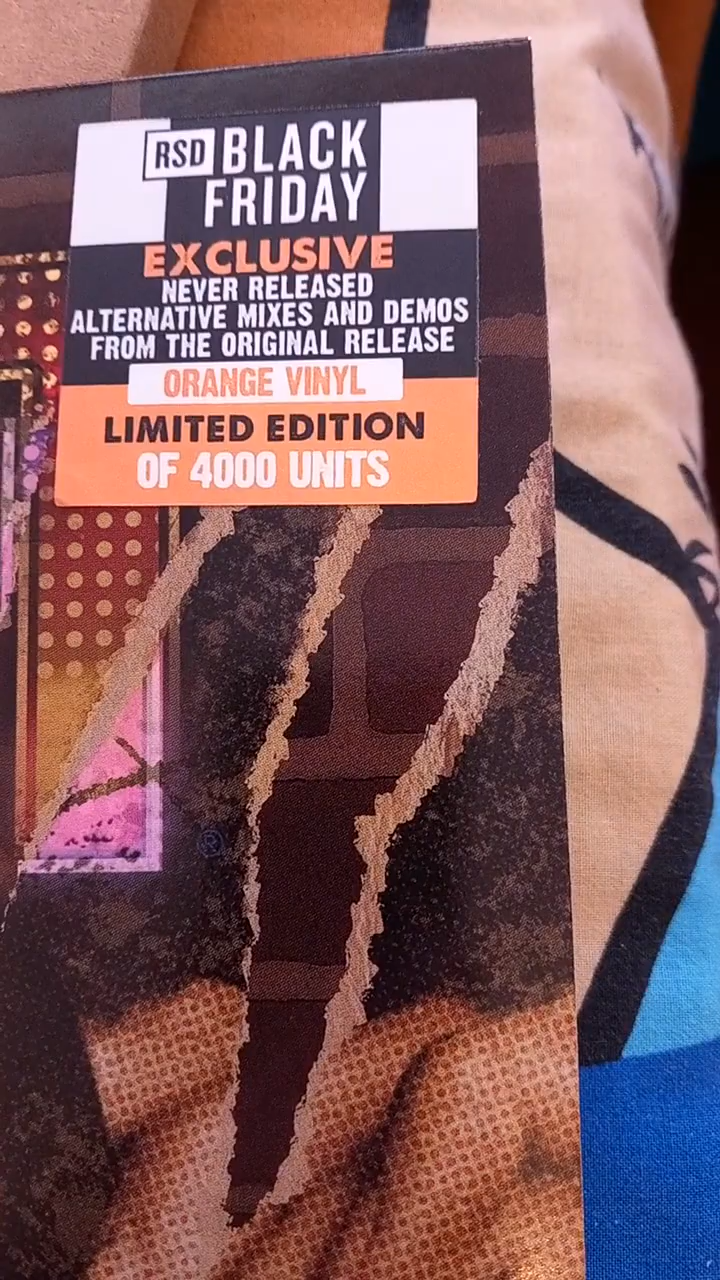 RSD BLACK
FRIDAY
EXCLUSIVE
NEVER RELEASED
ALTERNATIVE MIXES AND DEMOS
FROM THE ORIGINAL RELEASE
ORANGE VINYL
LIMITED EDITION
OF 4000 UNITS
®